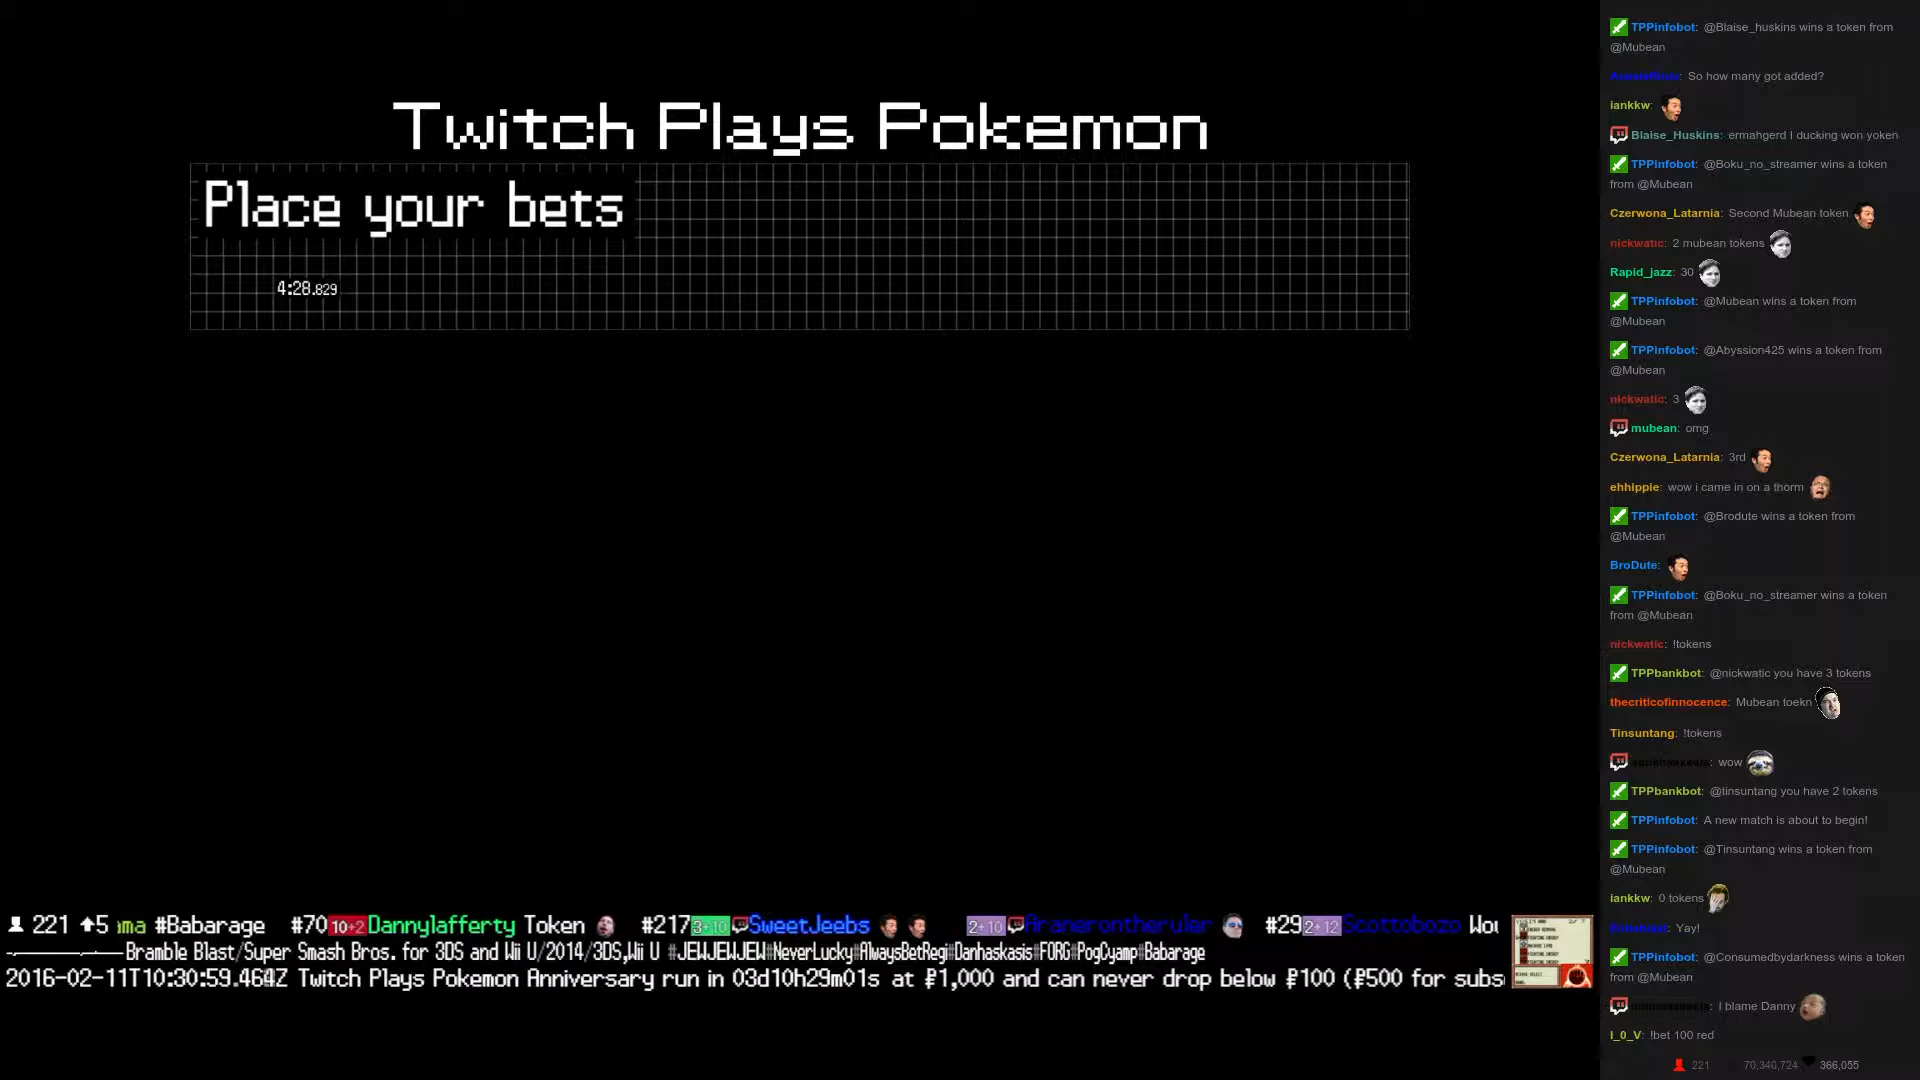 Twitch Plays Pokemon
Place your bets
4:28.829
221 5 ma #Babarage #70 10+2 Dannylafferty Token #217 3+10 SweetJeebs 2+10 Aranerontheruler #29 2+12 Scottobozo Wou
Bramble Blast/Super Smash Bros. for 3DS and Wii U/2014/3DS,Wii U #JEWJEWJEW#NeverLucky#AlwaysBetRegi#Danhaskasis#FORG#PogCyamp#Babarage
2016-02-11T10:30:59.464Z Twitch Plays Pokemon Anniversary run in 03d10h29m01s at ₽1,000 and can never drop below ₽100 (₽500 for subs
TPPinfobot: @Blaise_huskins wins a token from
@Mubean
So how many got added?
iankkw:
Blaise_Huskins: ermahgerd I ducking won yoken
TPPinfobot: @Boku_no_streamer wins a token
from @Mubean
Czerwona_Latarnia: Second Mubean token
nickwatic: 2 mubean tokens
Rapid_jazz: 30
TPPinfobot: @Mubean wins a token from
@Mubean
TPPinfobot: @Abyssion425 wins a token from
@Mubean
nickwatic: 3
mubean: omg
Czerwona_Latarnia: 3rd
ehhippie: wow i came in on a thorm
TPPinfobot: @Brodute wins a token from
@Mubean
BroDute:
TPPinfobot: @Boku_no_streamer wins a token
from @Mubean
nickwatic: !tokens
TPPbankbot: @nickwatic you have 3 tokens
thecriticofinnocence: Mubean toekn
Tinsuntang: !tokens
: wow
TPPbankbot: @tinsuntang you have 2 tokens
TPPinfobot: A new match is about to begin!
TPPinfobot: @Tinsuntang wins a token from
@Mubean
iankkw: 0 tokens
: Yay!
TPPinfobot: @Consumedbydarkness wins a token
from @Mubean
: I blame Danny
I_0_V: !bet 100 red
221 70,340,724 366,055